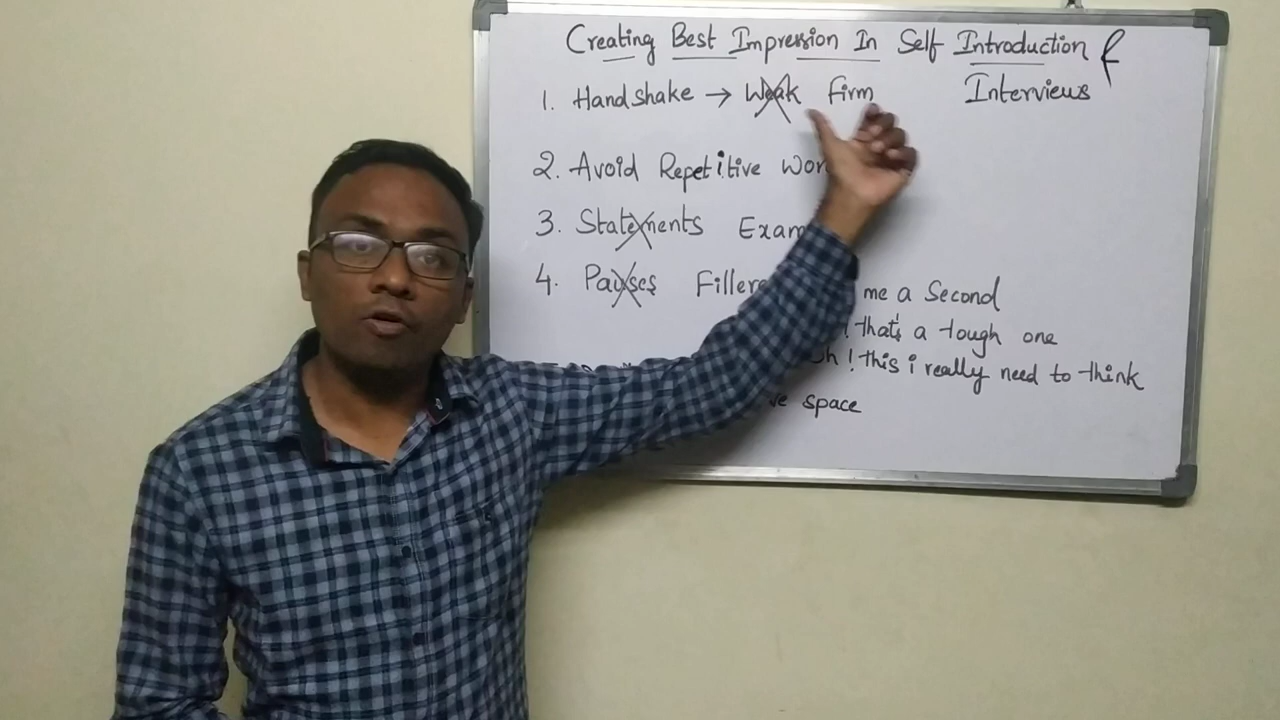 Creating Best Impression In Self Introduction &
Interviews
1. Handshake → Weak firm
2. Avoid Repetitive
3. Statements
4. Pauses me a Second
that's a tough one
! this i really need to think
space